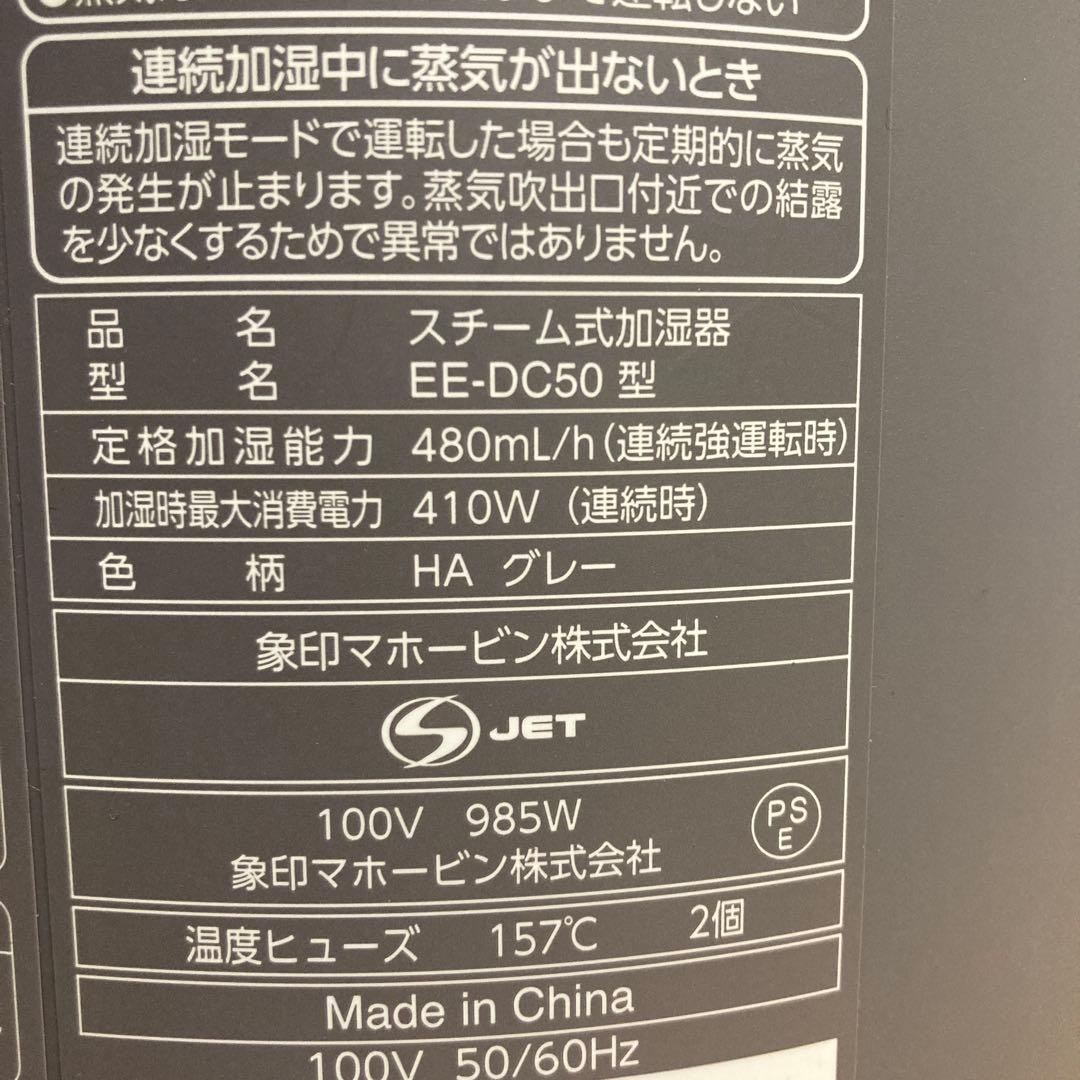 運転しない
連続加湿中に蒸気が出ないとき
連続加湿モードで運転した場合も定期的に蒸気
の発生が止まります。蒸気吹出口付近での結露
を少なくするためで異常ではありません。
品名 スチーム式加湿器
型名 EE-DC50 型
定格加湿能力 480mL/h(連続強運転時)
加湿時最大消費電力 410W (連続時)
色柄 HA グレー
象印マホービン株式会社
S JET
100V 985W
象印マホービン株式会社
PS
E
温度ヒューズ 157℃ 2個
Made in China
100V 50/60Hz